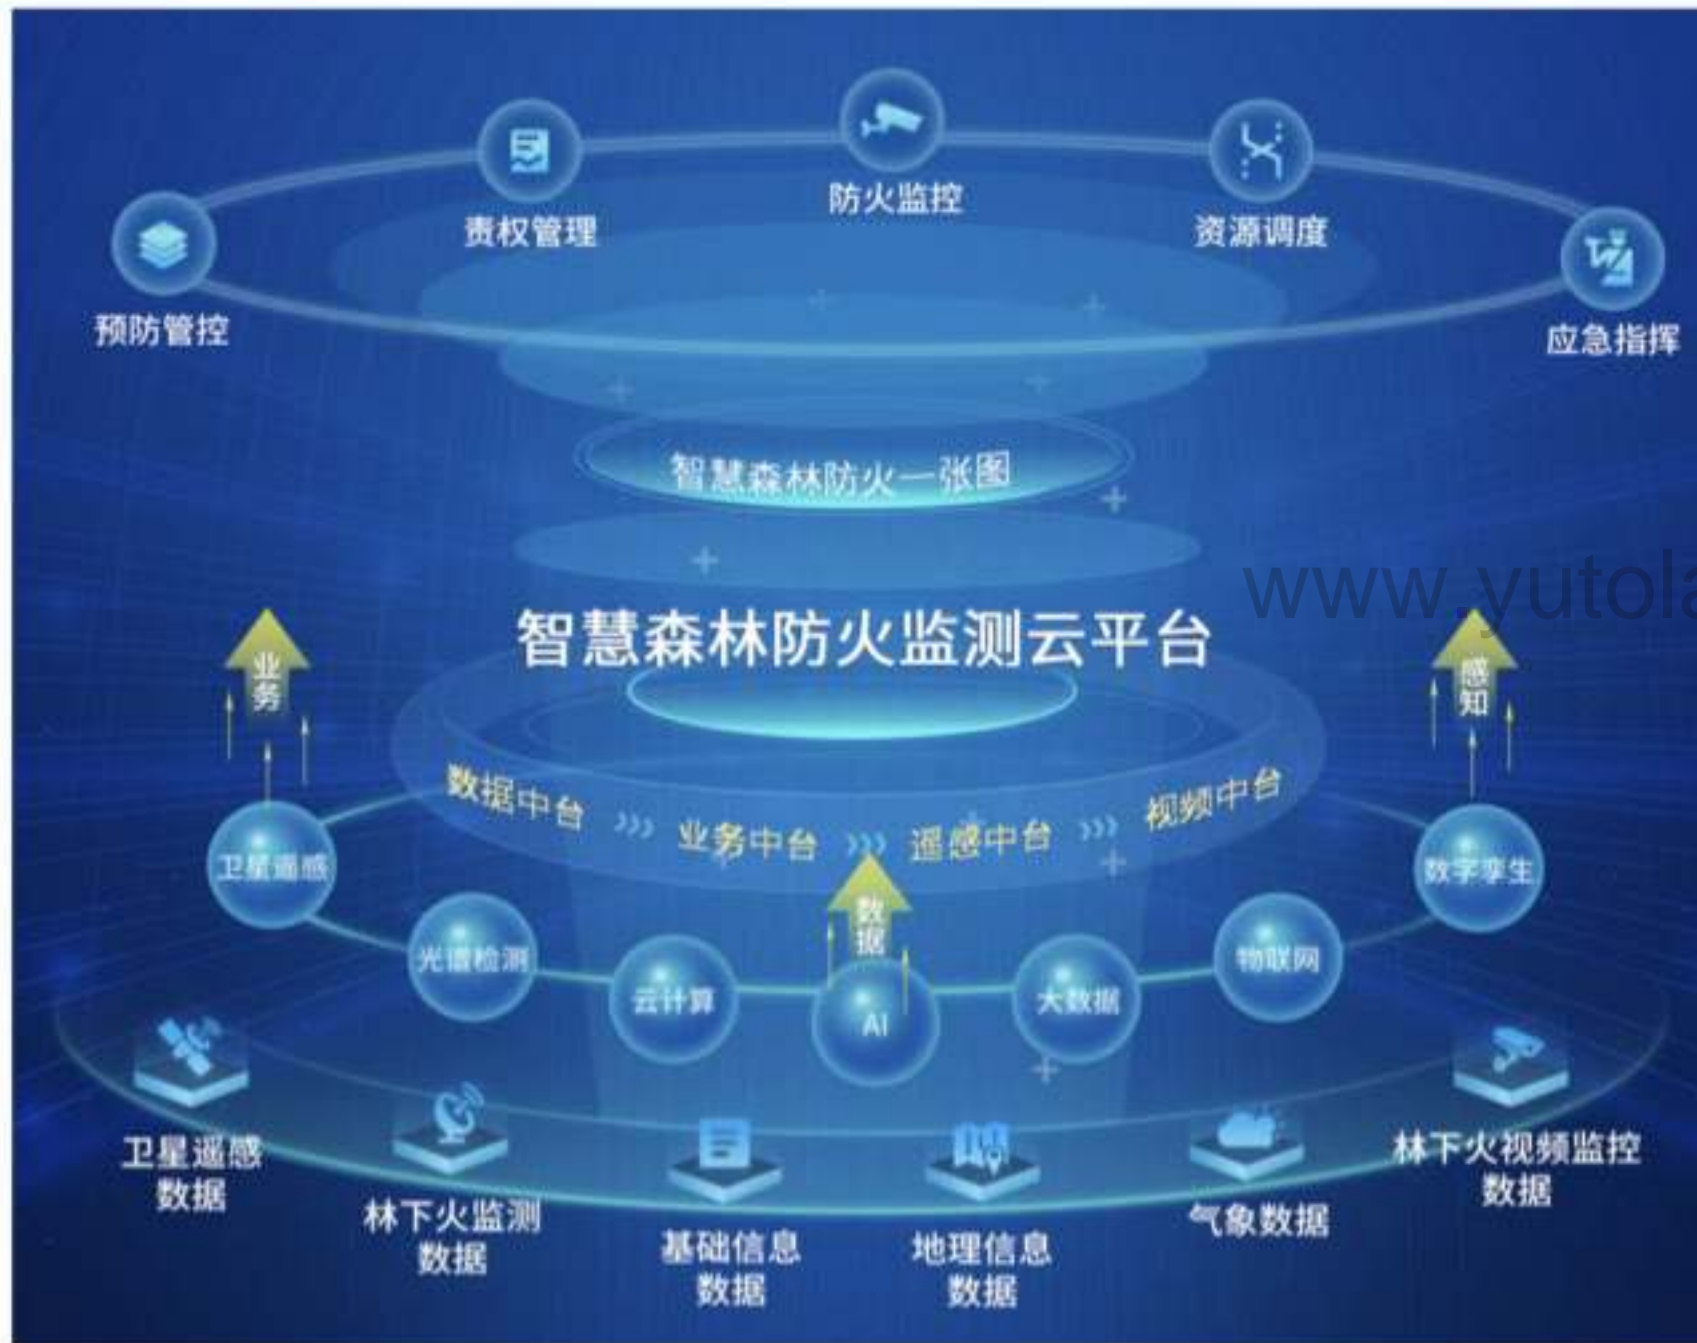 防火监控
责权管理
资源调度
预防管控
应急指挥
智慧森林防火一张图
www.yutola
智慧森林防火监测云平台
业务
感知
数据中台
业务中台
遥感中台
视频中台
数据
卫星遥感
光谱检测
云计算
AI
大数据
物联网
数字孪生
卫星遥感
数据
林下火监测
数据
基础信息
数据
地理信息
数据
气象数据
林下火视频监控
数据